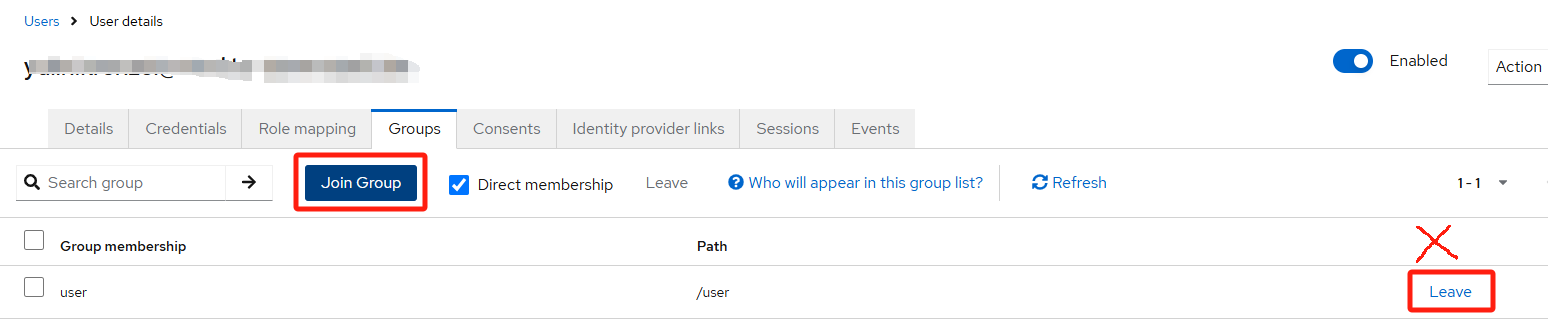 Users > User details
Enabled
Action
Details Credentials Role mapping Groups Consents Identity provider links Sessions Events
Search group Join Group Direct membership Leave Who will appear in this group list? Refresh 1 - 1
Group membership Path
user /user Leave